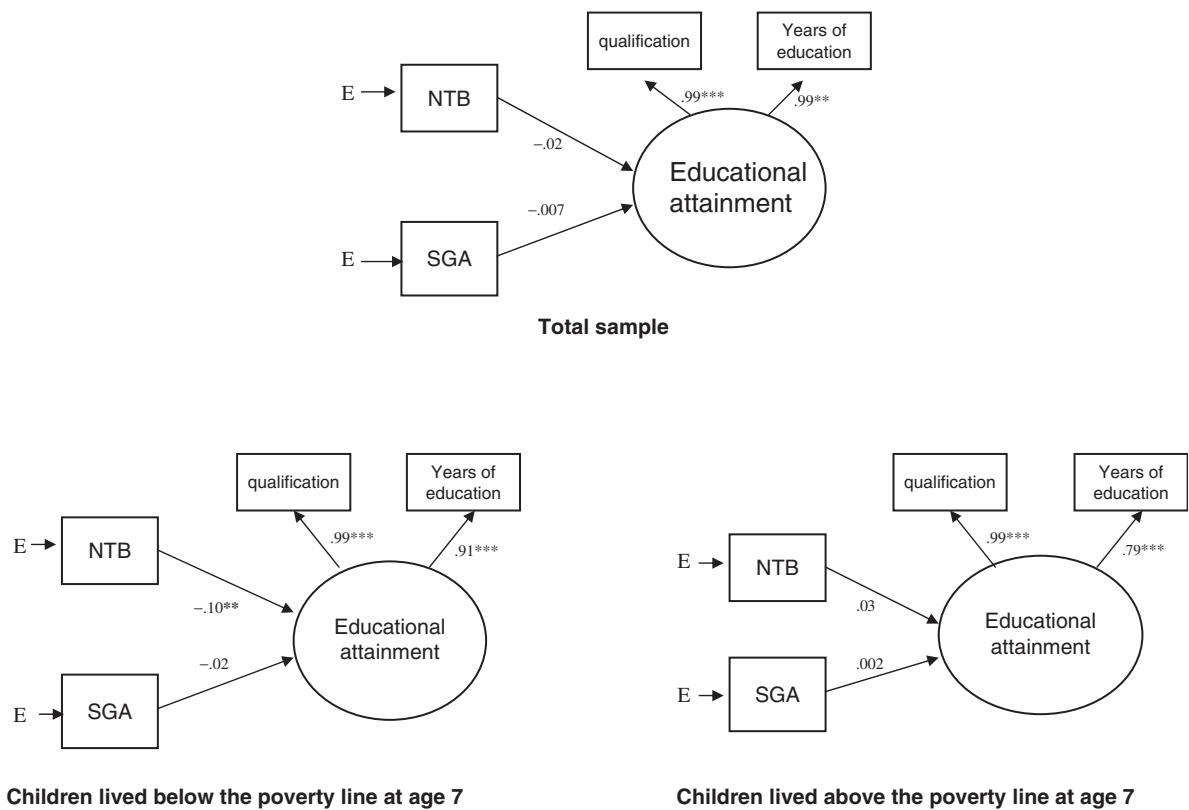 qualification
Years of
education
E
NTB
.99***
.99**
−.02
Educational
attainment
−.007
E
SGA
Total sample
qualification
Years of
education
E
NTB
.99***
.91***
−.10**
Educational
attainment
−.02
E
SGA
Children lived below the poverty line at age 7
qualification
Years of
education
E
NTB
.99***
.79***
.03
Educational
attainment
.002
E
SGA
Children lived above the poverty line at age 7